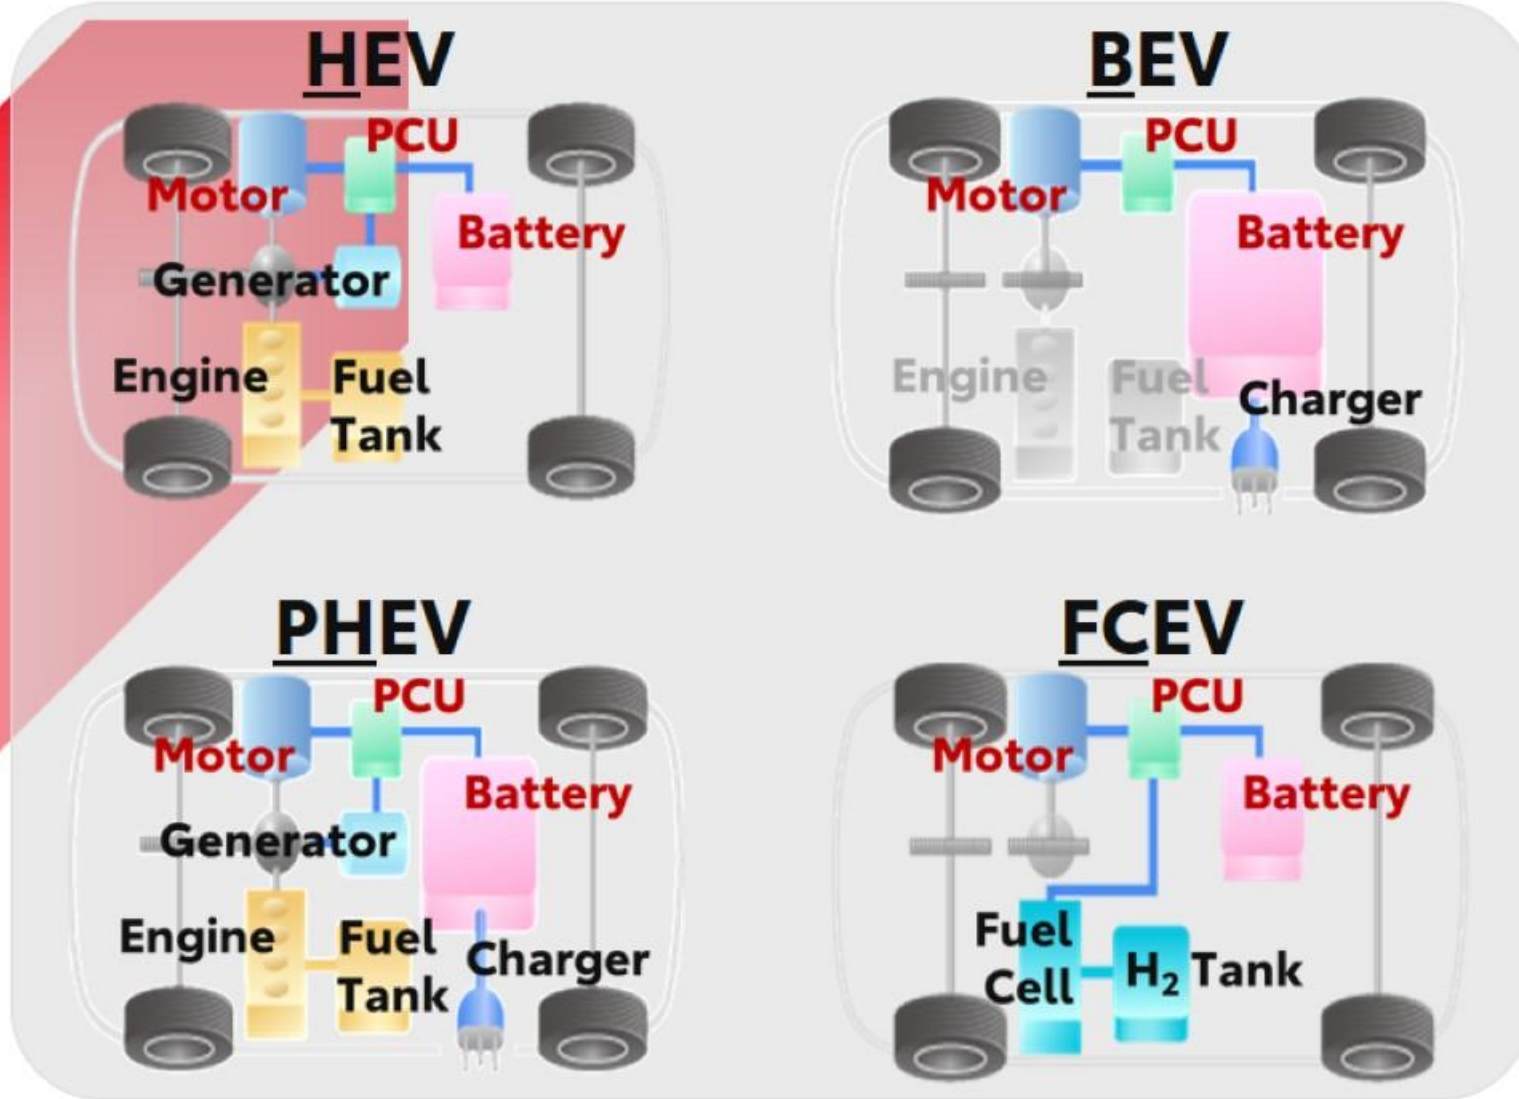 HEV
PCU
Motor
Battery
Generator
Engine
Fuel
Tank
BEV
PCU
Motor
Battery
Engine
Fuel
Tank
Charger
PHEV
PCU
Motor
Battery
Generator
Engine
Fuel
Tank
Charger
FCEV
PCU
Motor
Battery
Fuel
Cell
H₂ Tank